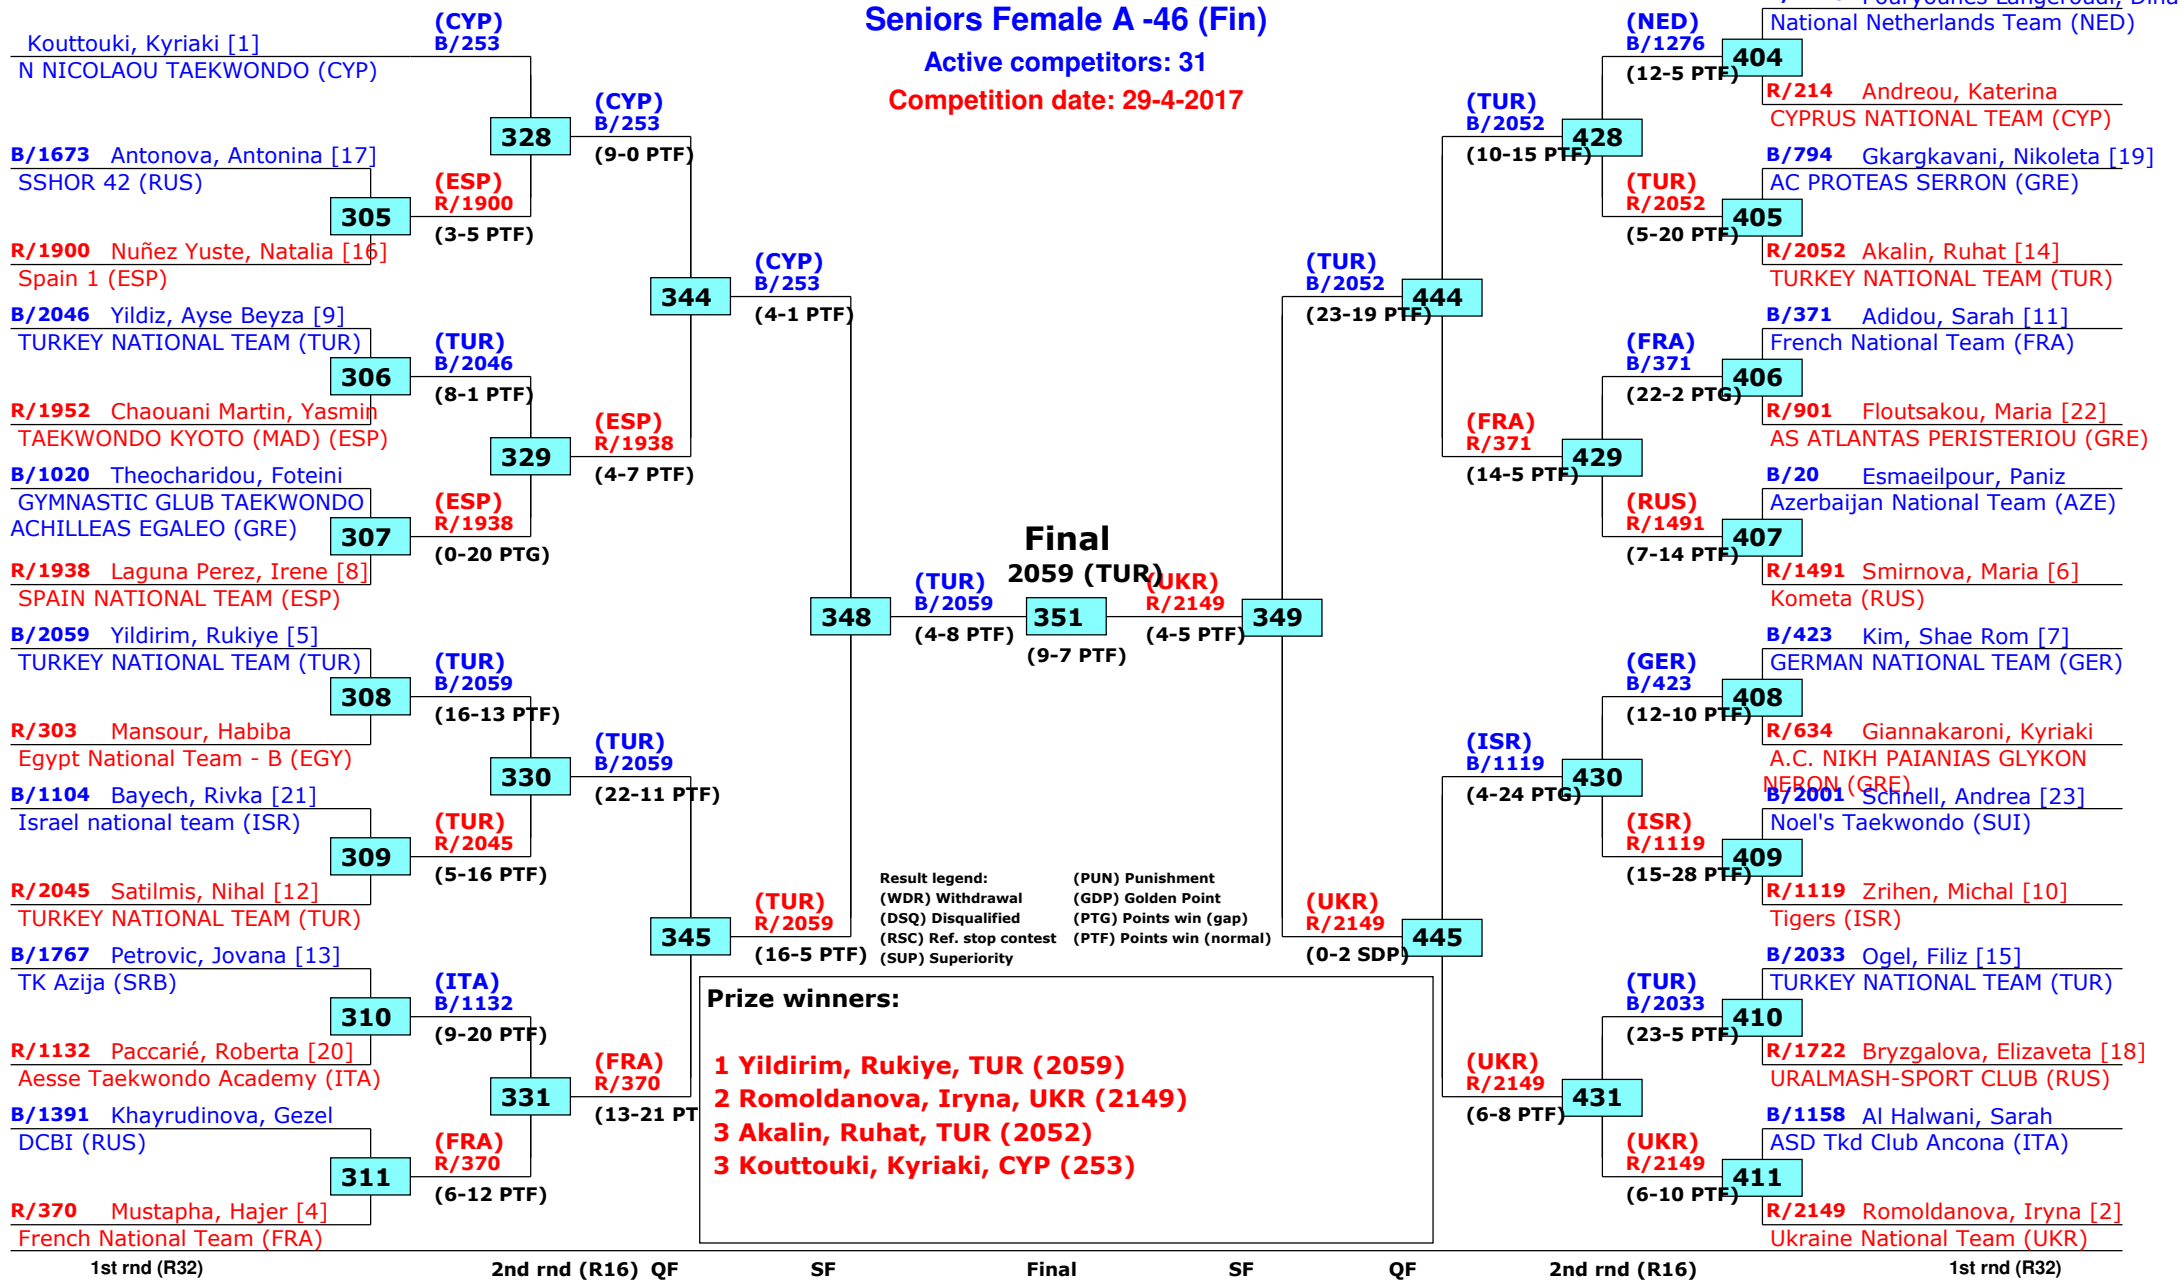 Seniors Female A -46 (Fin)
Active competitors: 31
Competition date: 29-4-2017
Kouttouki, Kyriaki [1]
N NICOLAOU TAEKWONDO (CYP)
B/1673 Antonova, Antonina [17]
SSHOR 42 (RUS)
305
R/1900 Nuñez Yuste, Natalia [16]
Spain 1 (ESP)
B/2046 Yildiz, Ayse Beyza [9]
TURKEY NATIONAL TEAM (TUR)
306
R/1952 Chaouani Martin, Yasmin
TAEKWONDO KYOTO (MAD) (ESP)
B/1020 Theocharidou, Foteini
GYMNASTIC GLUB TAEKWONDO
ACHILLEAS EGALEO (GRE)
307
R/1938 Laguna Perez, Irene [8]
SPAIN NATIONAL TEAM (ESP)
B/2059 Yildirim, Rukiye [5]
TURKEY NATIONAL TEAM (TUR)
308
R/303 Mansour, Habiba
Egypt National Team - B (EGY)
B/1104 Bayech, Rivka [21]
Israel national team (ISR)
309
R/2045 Satilmis, Nihal [12]
TURKEY NATIONAL TEAM (TUR)
B/1767 Petrovic, Jovana [13]
TK Azija (SRB)
310
R/1132 Paccarié, Roberta [20]
Aesse Taekwondo Academy (ITA)
B/1391 Khayrudinova, Gezel
DCBI (RUS)
311
R/370 Mustapha, Hajer [4]
French National Team (FRA)
(CYP)
B/253
328
(ESP)
R/1900
(3-5 PTF)
(TUR)
B/2046
(8-1 PTF)
329
(ESP)
R/1938
(0-20 PTG)
(TUR)
B/2059
(16-13 PTF)
330
(TUR)
R/2045
(5-16 PTF)
(ITA)
B/1132
(9-20 PTF)
331
(FRA)
R/370
(6-12 PTF)
(CYP)
B/253
(9-0 PTF)
344
(ESP)
R/1938
(4-7 PTF)
(TUR)
B/2059
(22-11 PTF)
345
(FRA)
R/370
(13-21 PT
(CYP)
B/253
(4-1 PTF)
348
(TUR)
R/2059
(16-5 PTF)
(TUR)
B/2059
(4-8 PTF)
Final
2059 (TUR)
351
(9-7 PTF)
(UKR)
R/2149
(4-5 PTF)
349
(TUR)
B/2052
(23-19 PTF)
444
(UKR)
R/2149
(0-2 SDP)
445
(TUR)
B/2052
(10-15 PTF)
428
(FRA)
R/371
(14-5 PTF)
429
(ISR)
B/1119
(4-24 PTG)
430
(UKR)
R/2149
(6-8 PTF)
431
(NED)
B/1276
(12-5 PTF)
404
(TUR)
R/2052
(5-20 PTF)
405
(FRA)
B/371
(22-2 PTG)
406
(RUS)
R/1491
(7-14 PTF)
407
(GER)
B/423
(12-10 PTF)
408
(ISR)
R/1119
(15-28 PTF)
409
(TUR)
B/2033
(23-5 PTF)
410
(UKR)
R/2149
(6-10 PTF)
411
National Netherlands Team (NED)
R/214 Andreou, Katerina
CYPRUS NATIONAL TEAM (CYP)
B/794 Gkargkavani, Nikoleta [19]
AC PROTEAS SERRON (GRE)
R/2052 Akalin, Ruhat [14]
TURKEY NATIONAL TEAM (TUR)
B/371 Adidou, Sarah [11]
French National Team (FRA)
R/901 Floutsakou, Maria [22]
AS ATLANTAS PERISTERIOU (GRE)
B/20 Esmaeilpour, Paniz
Azerbaijan National Team (AZE)
R/1491 Smirnova, Maria [6]
Kometa (RUS)
B/423 Kim, Shae Rom [7]
GERMAN NATIONAL TEAM (GER)
R/634 Giannakaroni, Kyriaki
A.C. NIKH PAIANIAS GLYKON
NERON (GRE)
B/2001 Schnell, Andrea [23]
Noel's Taekwondo (SUI)
R/1119 Zrihen, Michal [10]
Tigers (ISR)
B/2033 Ogel, Filiz [15]
TURKEY NATIONAL TEAM (TUR)
R/1722 Bryzgalova, Elizaveta [18]
URALMASH-SPORT CLUB (RUS)
B/1158 Al Halwani, Sarah
ASD Tkd Club Ancona (ITA)
R/2149 Romoldanova, Iryna [2]
Ukraine National Team (UKR)
Result legend: (PUN) Punishment
(WDR) Withdrawal (GDP) Golden Point
(DSQ) Disqualified (PTG) Points win (gap)
(RSC) Ref. stop contest (PTF) Points win (normal)
(SUP) Superiority
Prize winners:
1 Yildirim, Rukiye, TUR (2059)
2 Romoldanova, Iryna, UKR (2149)
3 Akalin, Ruhat, TUR (2052)
3 Kouttouki, Kyriaki, CYP (253)
1st rnd (R32) 2nd rnd (R16) QF SF Final SF QF 2nd rnd (R16) 1st rnd (R32)